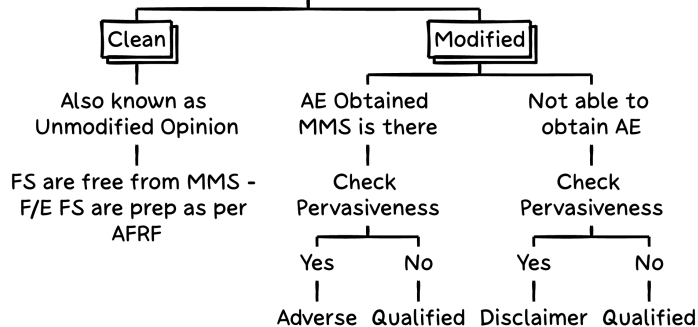 Clean
Modified
Also known as
Unmodified Opinion
AE Obtained
MMS is there
Not able to
obtain AE
FS are free from MMS -
F/E FS are prep as per
AFRF
Check
Pervasiveness
Check
Pervasiveness
Yes
No
Yes
No
Adverse
Qualified
Disclaimer
Qualified